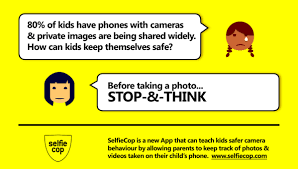 80% of kids have phones with cameras
& private images are being shared widely.
How can kids keep themselves safe?
Before taking a photo...
STOP-&-THINK
selfie
cop
SelfieCop is a new App that can teach kids safer camera
behaviour by allowing parents to keep track of photos &
videos taken on their child's phone. www.selfiecop.com